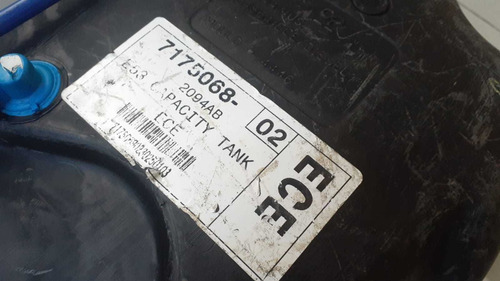 7175068-
02
2094AB
CAPACITY TANK
ECE
ECE